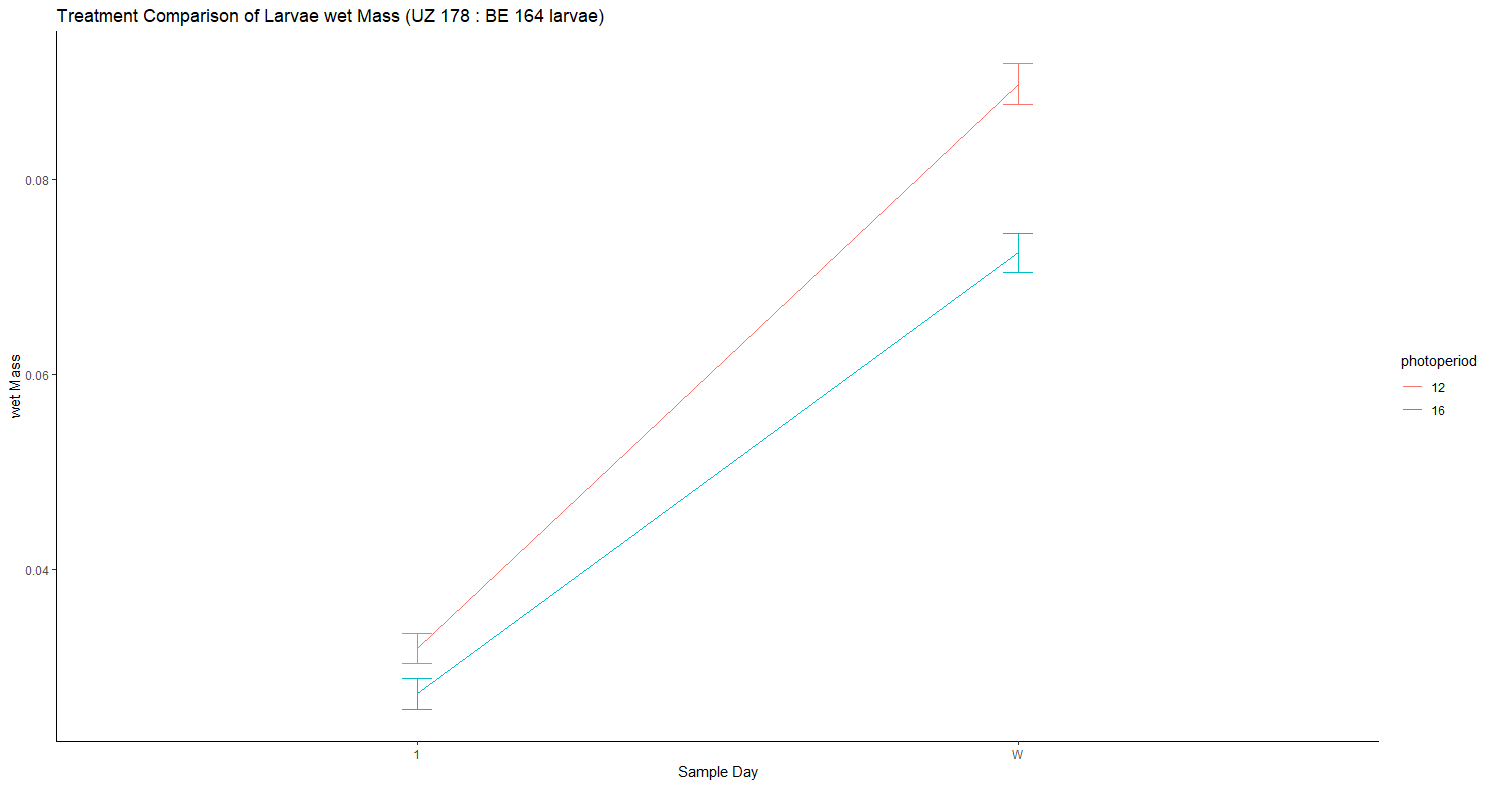 Treatment Comparison of Larvae wet Mass (UZ 178 : BE 164 larvae)
0.08
0.06
0.04
wet Mass
1
W
Sample Day
photoperiod
12
16